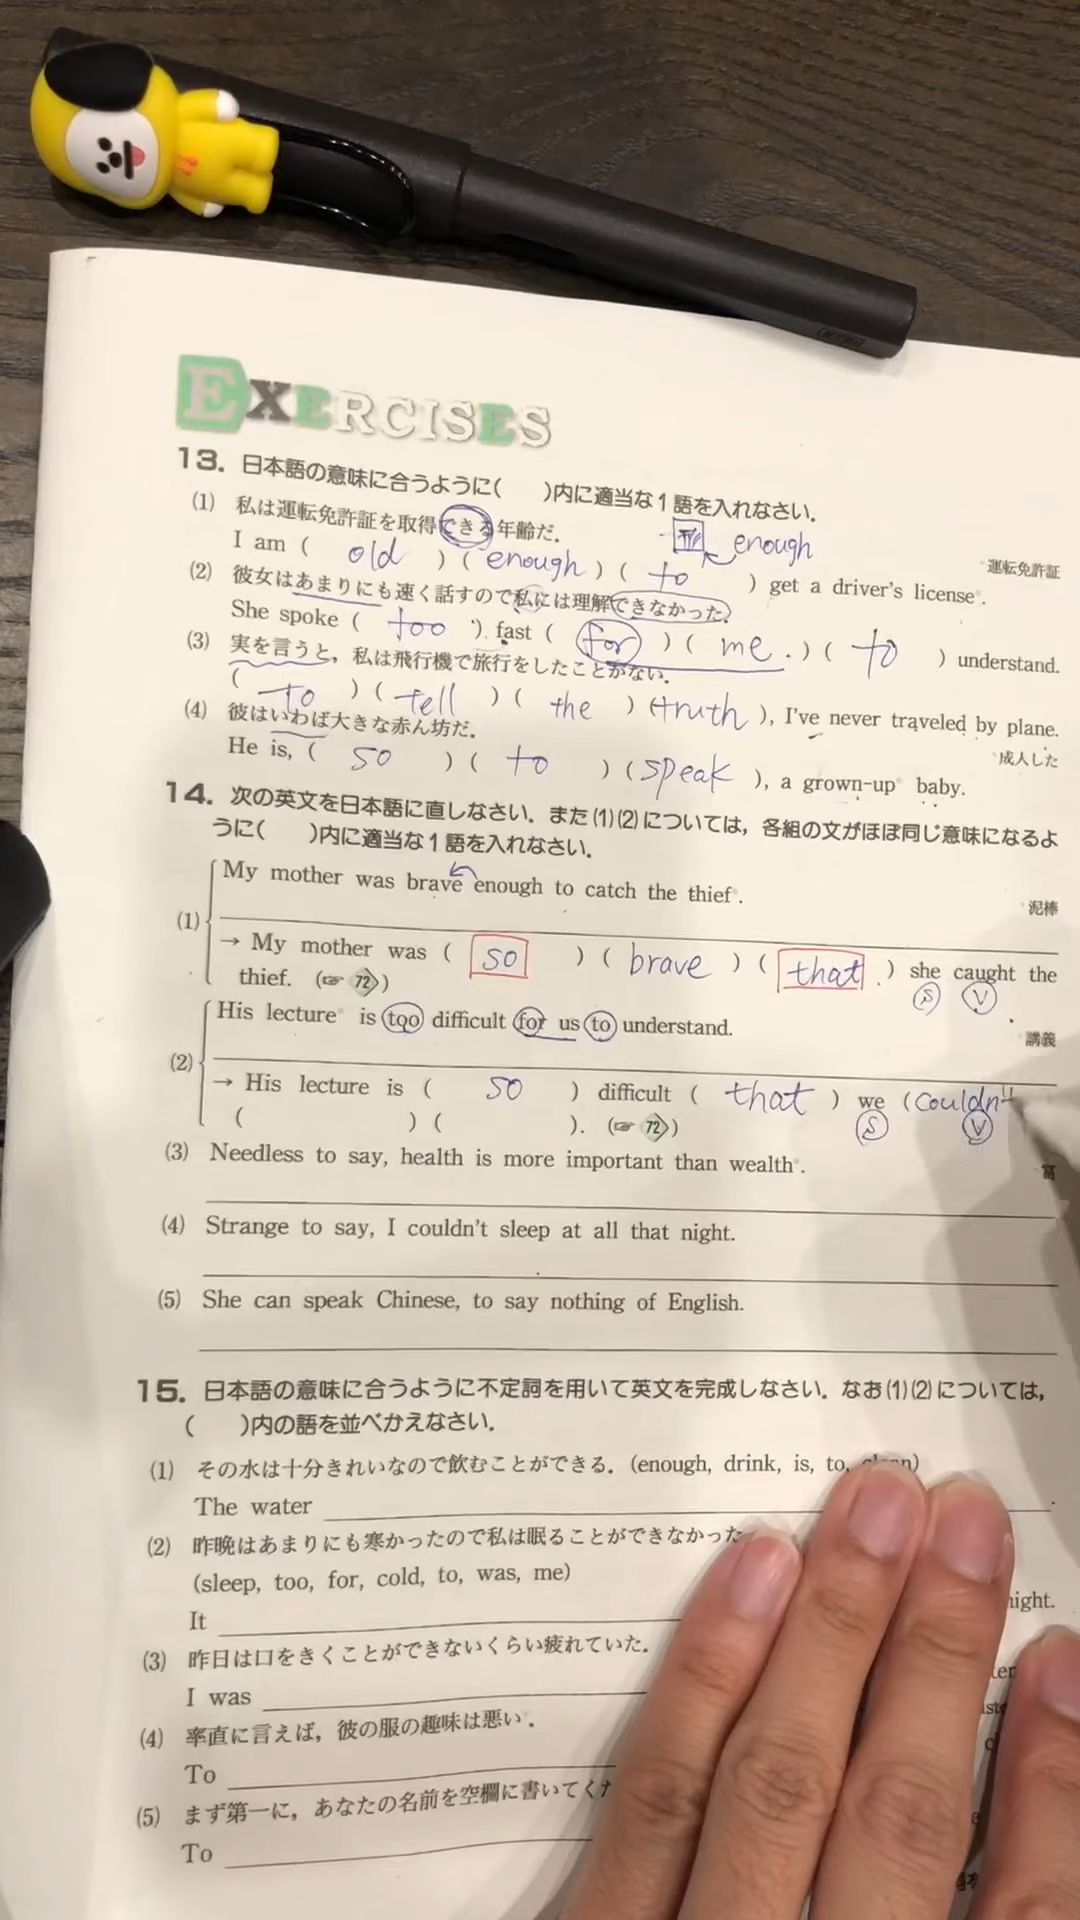 EXERCISES
13. 日本語の意味に合うように( )内に適当な1語を入れなさい.
(1) 私は運転免許証を取得できる年齢だ.
形 enough
I am ( old ) ( enough ) ( to ) get a driver's license°.
運転免許証
(2) 彼女はあまりにも速く話すので私には理解できなかった.
She spoke ( too ) fast ( for ) ( me ) ( to ) understand.
(3) 実を言うと, 私は飛行機で旅行をしたことがない.
( To ) ( tell ) ( the ) ( truth ), I've never traveled by plane.
(4) 彼はいわば大きな赤ん坊だ.
成人した
He is, ( so ) ( to ) ( speak ), a grown-up° baby.
14. 次の英文を日本語に直しなさい. また(1)(2)については, 各組の文がほぼ同じ意味になるよ
うに( )内に適当な1語を入れなさい.
(1) My mother was brave enough to catch the thief°.
泥棒
→ My mother was ( so ) ( brave ) ( that ) she caught the
S V
thief. (☞ 72)
(2) His lecture° is too difficult for us to understand.
講義
→ His lecture is ( so ) difficult ( that ) we ( couldn't
S V
( ) ( ). (☞ 72)
(3) Needless to say, health is more important than wealth°.
富
(4) Strange to say, I couldn't sleep at all that night.
(5) She can speak Chinese, to say nothing of English.
15. 日本語の意味に合うように不定詞を用いて英文を完成しなさい. なお(1)(2)については,
( )内の語を並べかえなさい.
(1) その水は十分きれいなので飲むことができる. (enough, drink, is, to,
The water
(2) 昨晩はあまりにも寒かったので私は眠ることができなかった
(sleep, too, for, cold, to, was, me)
It night.
(3) 昨日は口をきくことができないくらい疲れていた.
I was
(4) 率直に言えば, 彼の服の趣味は悪い.
To
(5) まず第一に, あなたの名前を空欄に書いてくだ
To